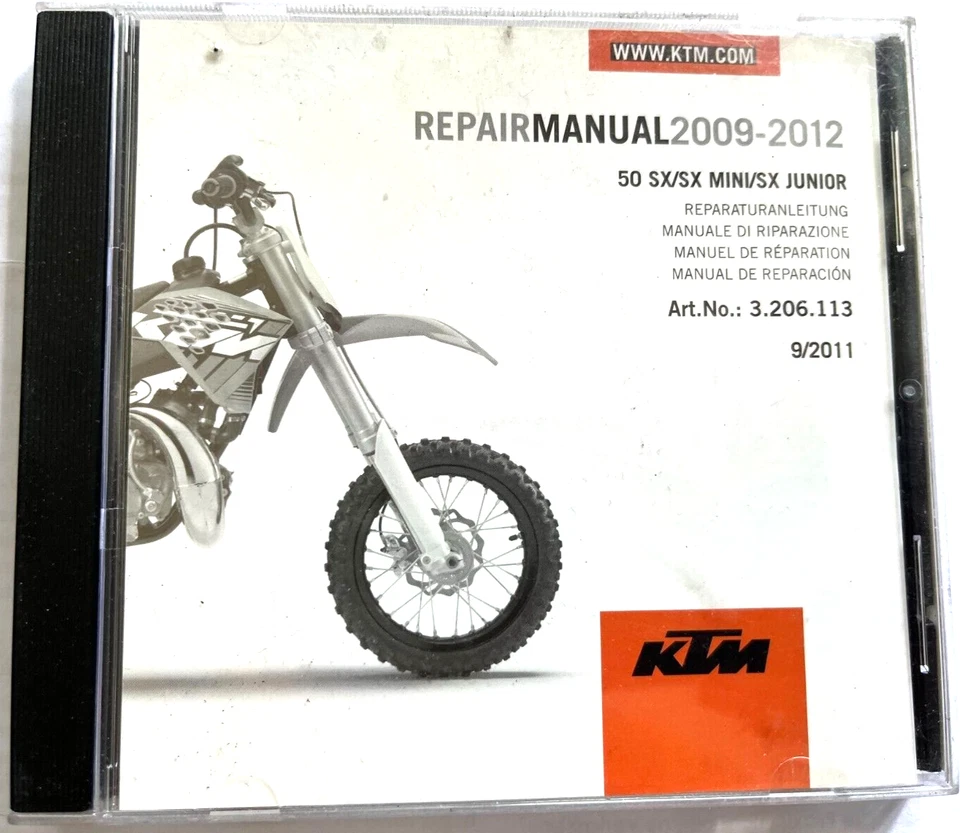 WWW.KTM.COM
REPAIRMANUAL2009-2012
50 SX/SX MINI/SX JUNIOR
REPARATURANLEITUNG
MANUALE DI RIPARAZIONE
MANUEL DE RÉPARATION
MANUAL DE REPARACIÓN
Art.No.: 3.206.113
9/2011
KTM